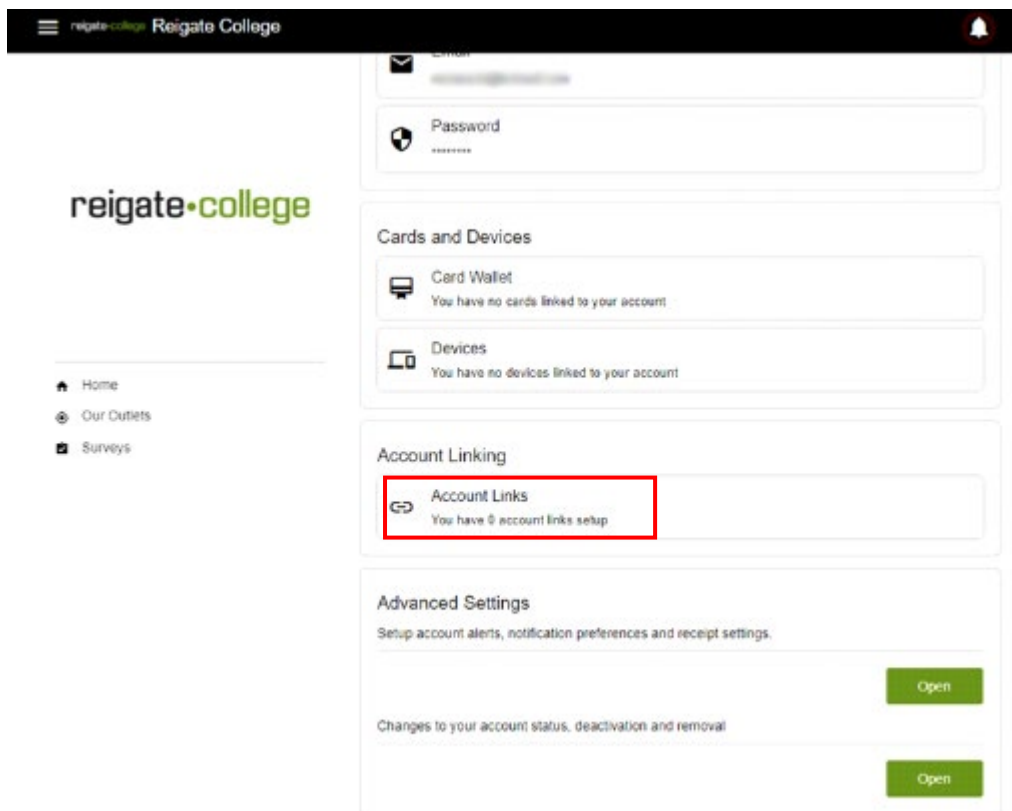 reigate-college Reigate College
Email
Password
********
reigate•college
Cards and Devices
Card Wallet
You have no cards linked to your account
Devices
You have no devices linked to your account
Home
Our Outlets
Surveys
Account Linking
Account Links
You have 0 account links setup
Advanced Settings
Setup account alerts, notification preferences and receipt settings.
Open
Changes to your account status, deactivation and removal
Open